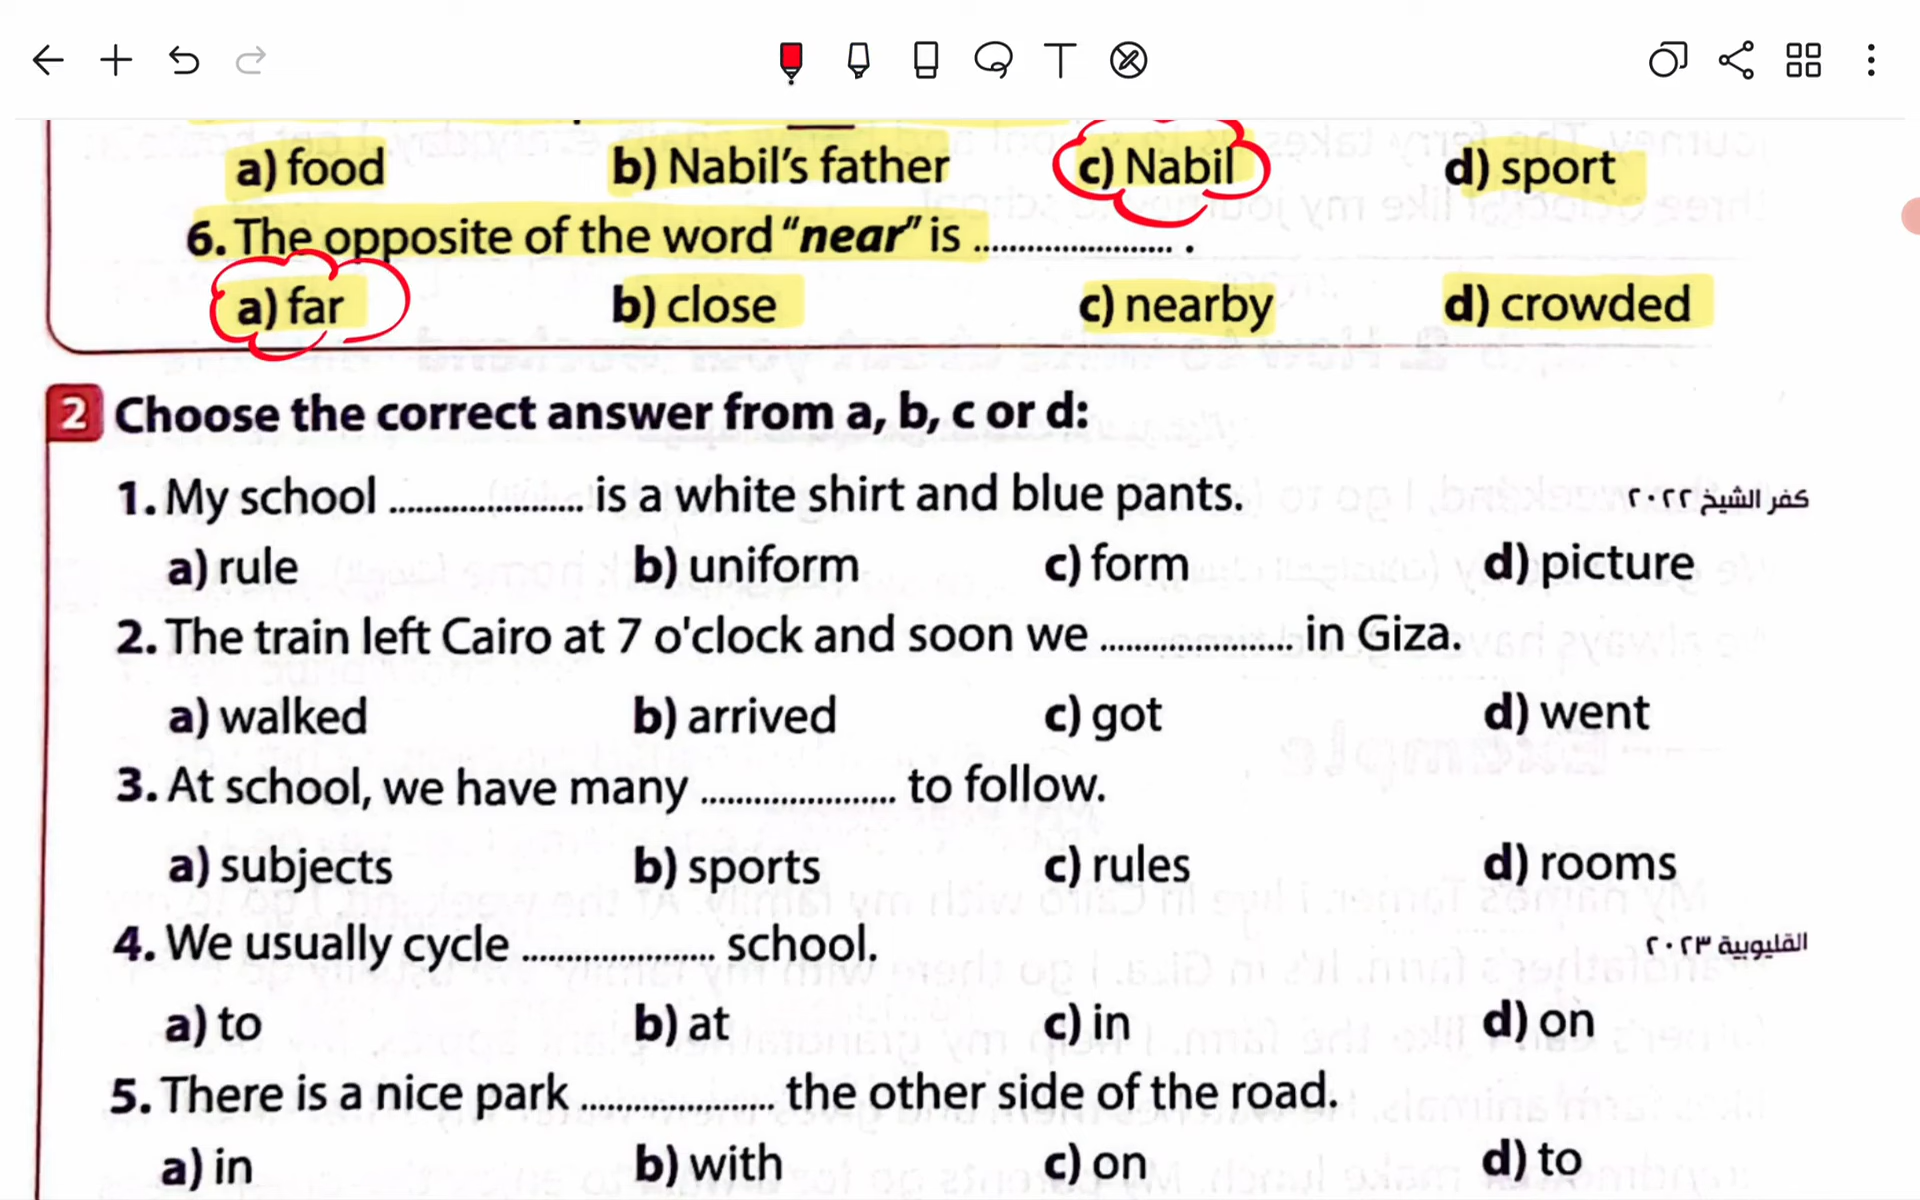 a) food b) Nabil's father c) Nabil d) sport
6. The opposite of the word "near" is ...................... .
a) far b) close c) nearby d) crowded
2 Choose the correct answer from a, b, c or d:
1. My school ...................... is a white shirt and blue pants. كفر الشيخ ٢٠٢٢
a) rule b) uniform c) form d) picture
2. The train left Cairo at 7 o'clock and soon we ...................... in Giza.
a) walked b) arrived c) got d) went
3. At school, we have many ...................... to follow.
a) subjects b) sports c) rules d) rooms
4. We usually cycle ...................... school. القليوبية ٢٠٢٣
a) to b) at c) in d) on
5. There is a nice park ...................... the other side of the road.
a) in b) with c) on d) to